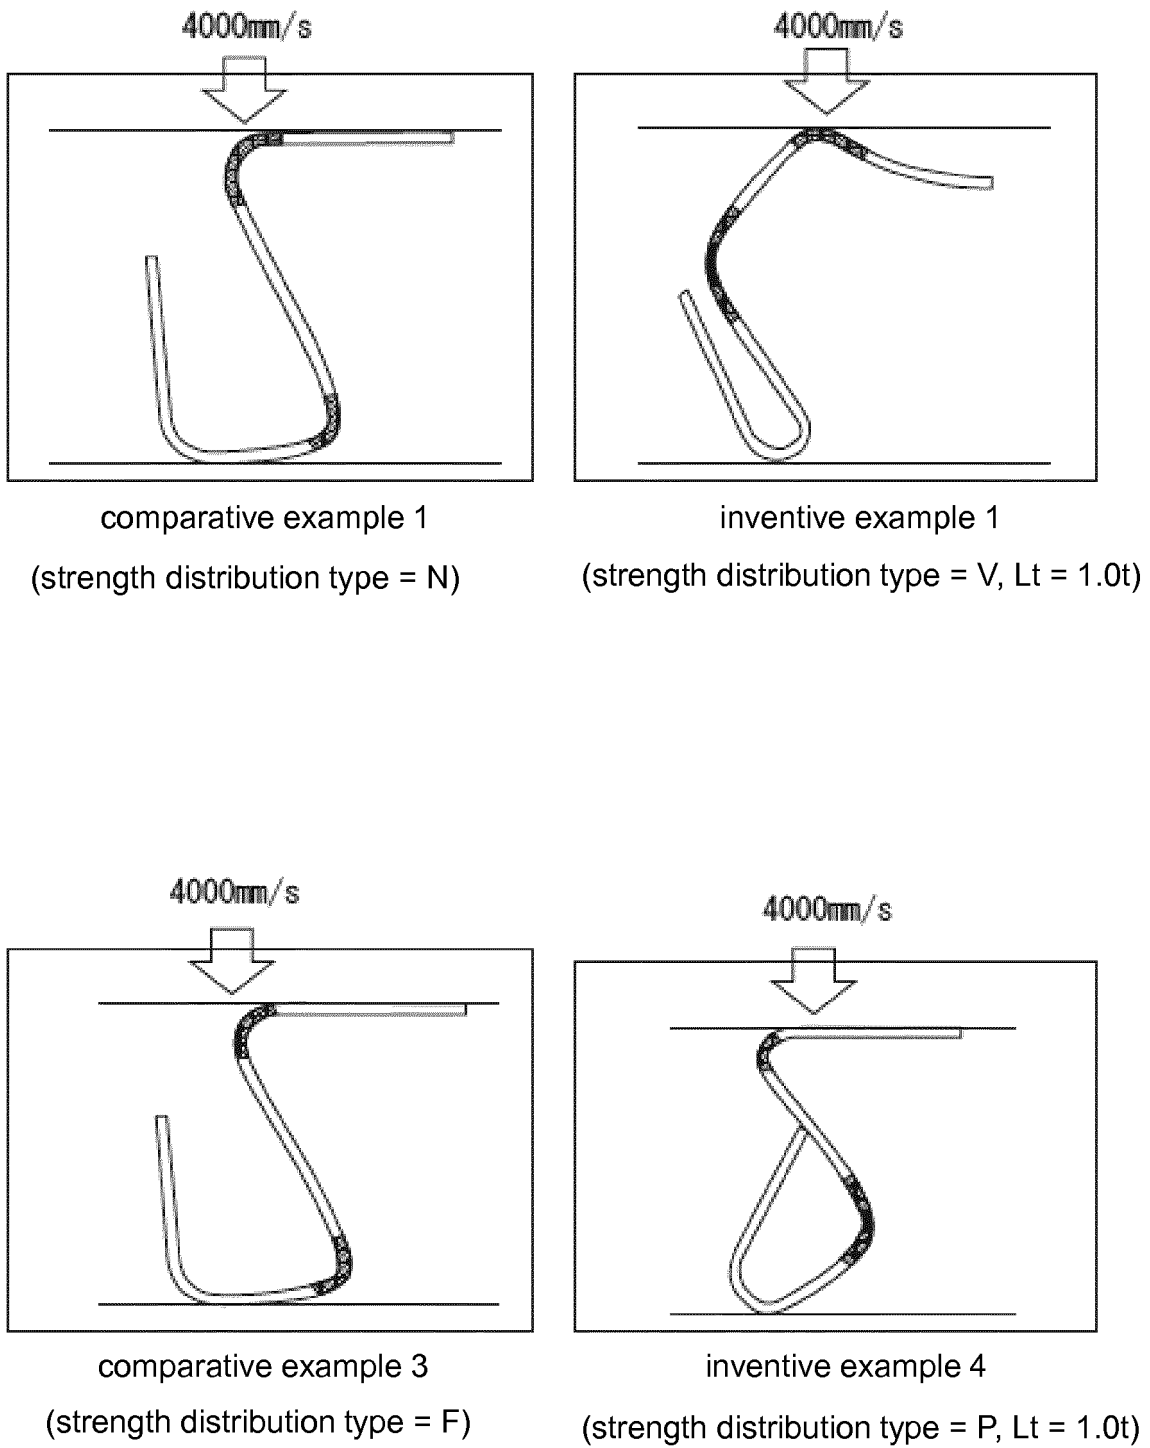 4000mm/s
4000mm/s
comparative example 1
inventive example 1
(strength distribution type = N)
(strength distribution type = V, Lt = 1.0t)
4000mm/s
4000mm/s
comparative example 3
inventive example 4
(strength distribution type = F)
(strength distribution type = P, Lt = 1.0t)